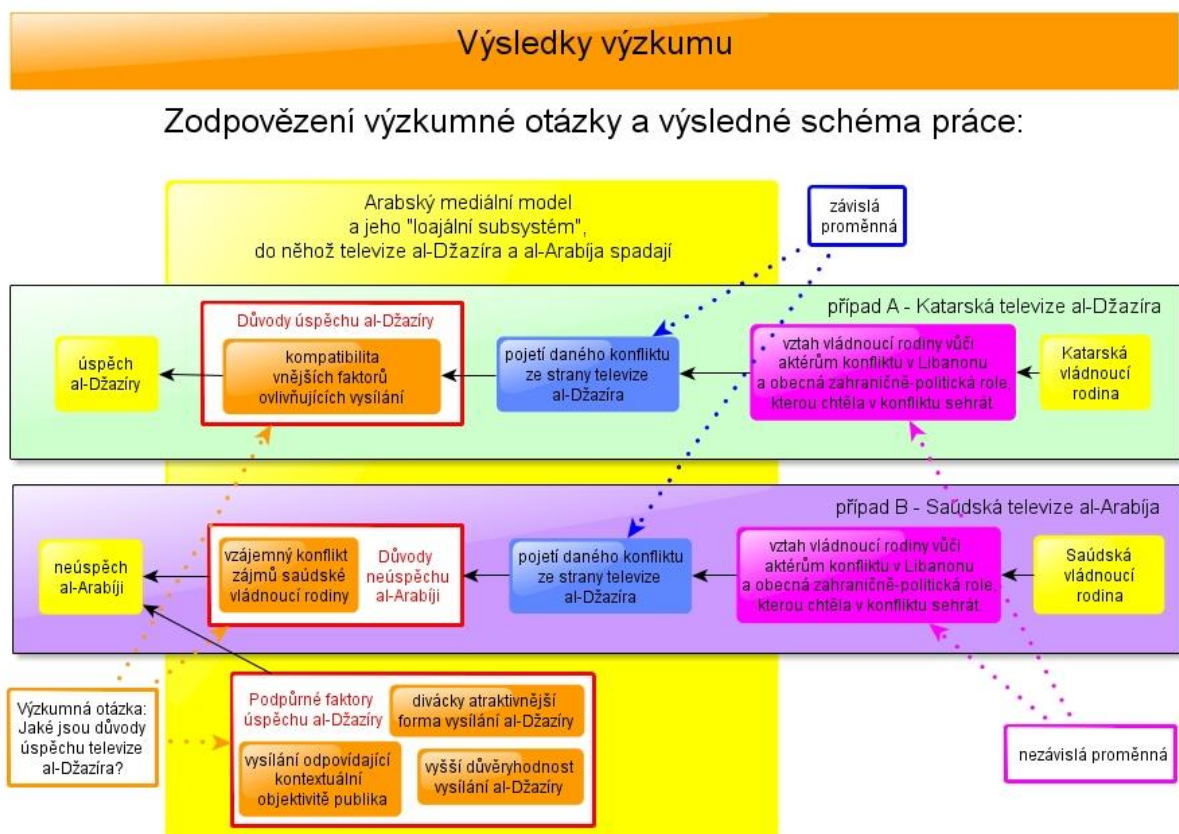 Výsledky výzkumu
Zodpovězení výzkumné otázky a výsledné schéma práce:
Arabský mediální model
a jeho "loajální subsystém",
do něhož televize al-Džazíra a al-Arabíja spadají
závislá
proměnná
případ A - Katarská televize al-Džazíra
úspěch
al-Džazíry
Důvody úspěchu al-Džazíry
kompatibilita
vnějších faktorů
ovlivňujících vysílání
pojetí daného konfliktu
ze strany televize
al-Džazíra
vztah vládnoucí rodiny vůči
aktérům konfliktu v Libanonu
a obecná zahraničně-politická role,
kterou chtěla v konfliktu sehrát.
Katarská
vládnoucí
rodina
případ B - Saúdská televize al-Arabíja
neúspěch
al-Arabíji
vzájemný konflikt
zájmů saúdské
vládnoucí rodiny
Důvody
neúspěchu
al-Arabíji
pojetí daného konfliktu
ze strany televize
al-Džazíra
vztah vládnoucí rodiny vůči
aktérům konfliktu v Libanonu
a obecná zahraničně-politická role,
kterou chtěla v konfliktu sehrát.
Saúdská
vládnoucí
rodina
Výzkumná otázka:
Jaké jsou důvody
úspěchu televize
al-Džazíra?
Podpůrné faktory
úspěchu al-Džazíry
divácky atraktivnější
forma vysílání al-Džazíry
vysílání odpovídající
kontextuální
objektivitě publika
vyšší důvěryhodnost
vysílání al-Džazíry
nezávislá proměnná